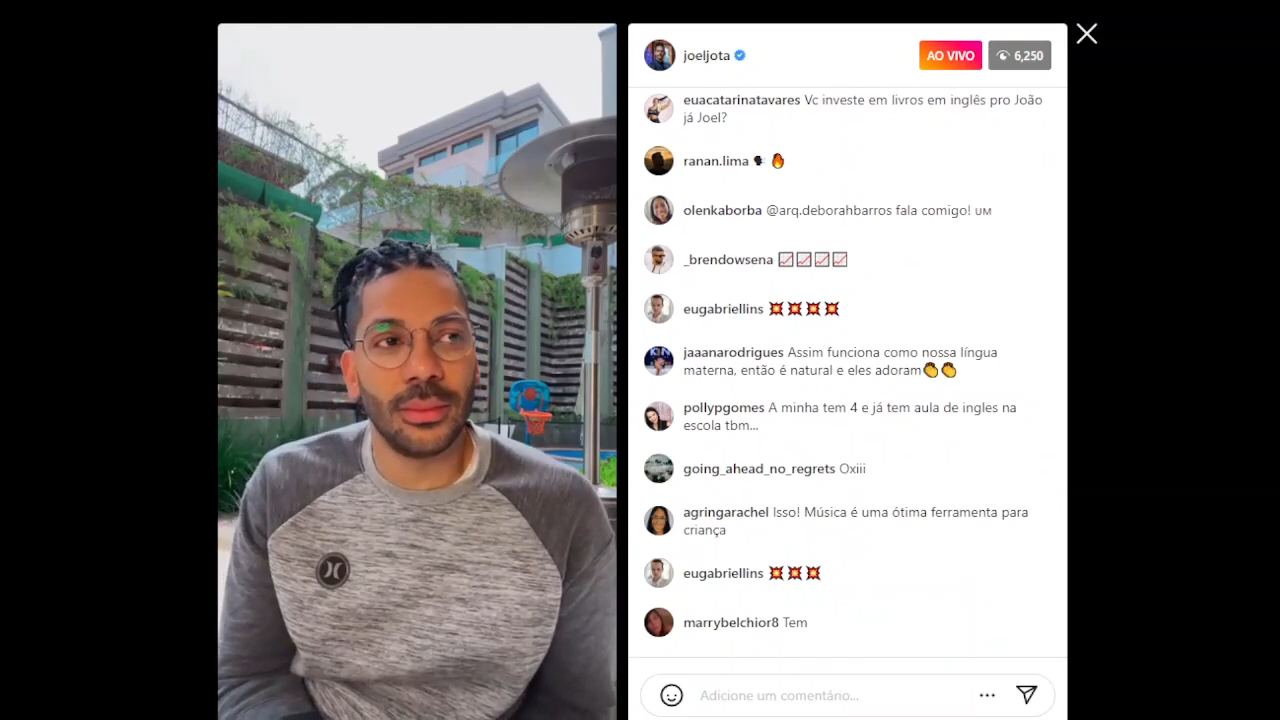 joeljota
AO VIVO
6,250
euacatarinatavares Vc investe em livros em inglês pro João
já Joel?
ranan.lima 🗣🔥
olenkaborba @arq.deborahbarros fala comigo! ᴜᴍ
_brendowsena 📈📈📈📈
eugabriellins 💥💥💥💥
jaaanarodrigues Assim funciona como nossa língua
materna, então é natural e eles adoram👏👏
pollypgomes A minha tem 4 e já tem aula de ingles na
escola tbm...
going_ahead_no_regrets Oxiii
agringarachel Isso! Música é uma ótima ferramenta para
criança
eugabriellins 💥💥💥
marrybelchior8 Tem
Adicione um comentário...